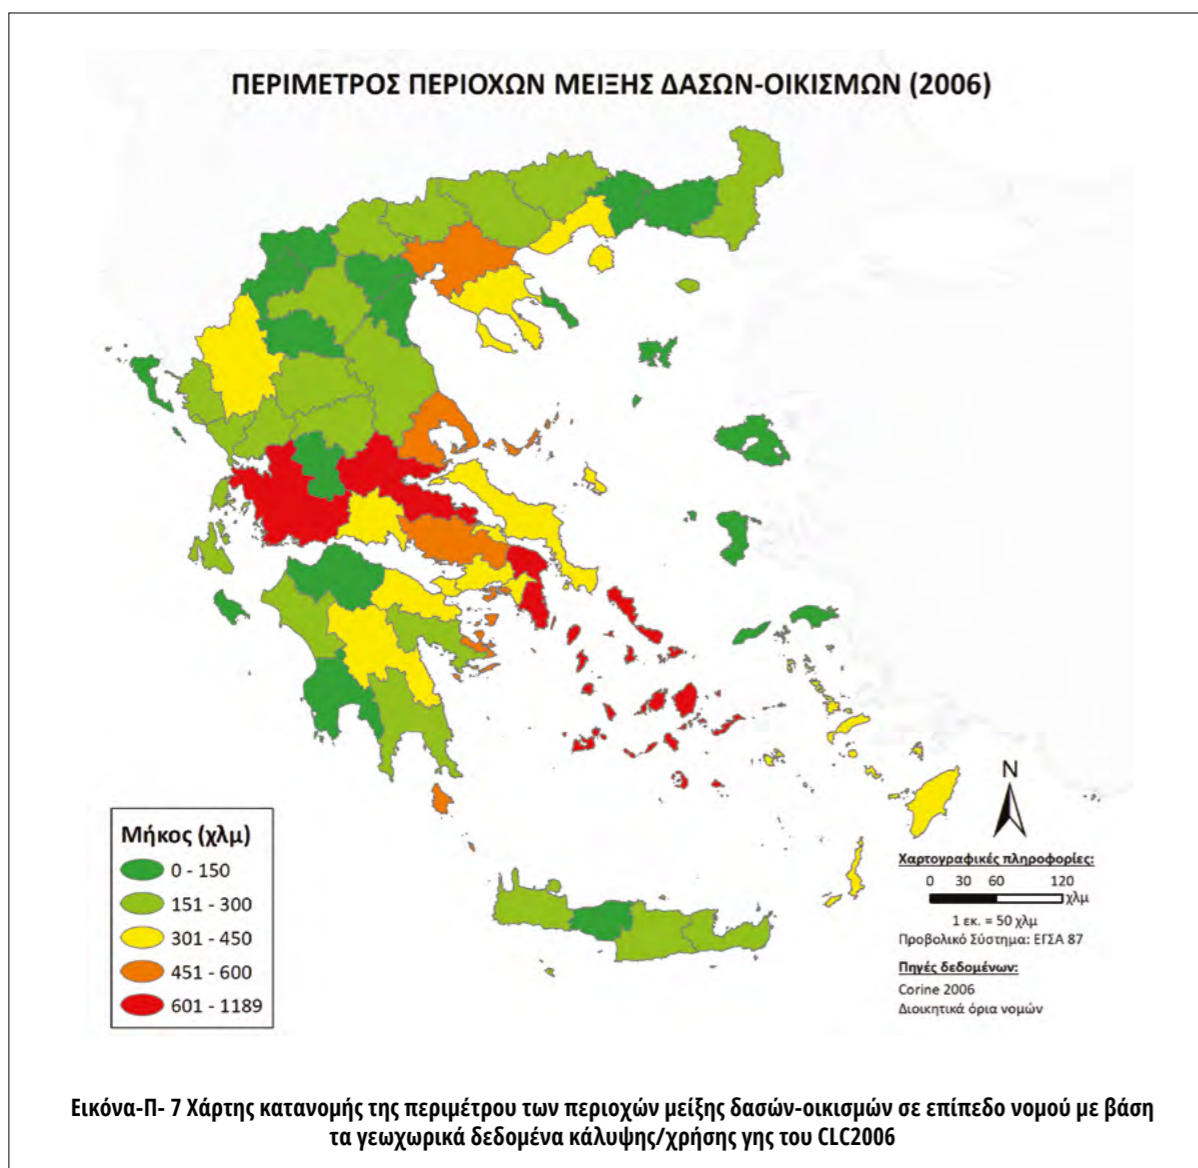 ΠΕΡΙΜΕΤΡΟΣ ΠΕΡΙΟΧΩΝ ΜΕΙΞΗΣ ΔΑΣΩΝ-ΟΙΚΙΣΜΩΝ (2006)
Μήκος (χλμ)
0 - 150
151 - 300
301 - 450
451 - 600
601 - 1189
N
Χαρτογραφικές πληροφορίες:
0 30 60 120
χλμ
1 εκ. = 50 χλμ
Προβολικό Σύστημα: ΕΓΣΑ 87
Πηγές δεδομένων:
Corine 2006
Διοικητικά όρια νομών
Εικόνα-Π- 7 Χάρτης κατανομής της περιμέτρου των περιοχών μείξης δασών-οικισμών σε επίπεδο νομού με βάση
τα γεωχωρικά δεδομένα κάλυψης/χρήσης γης του CLC2006